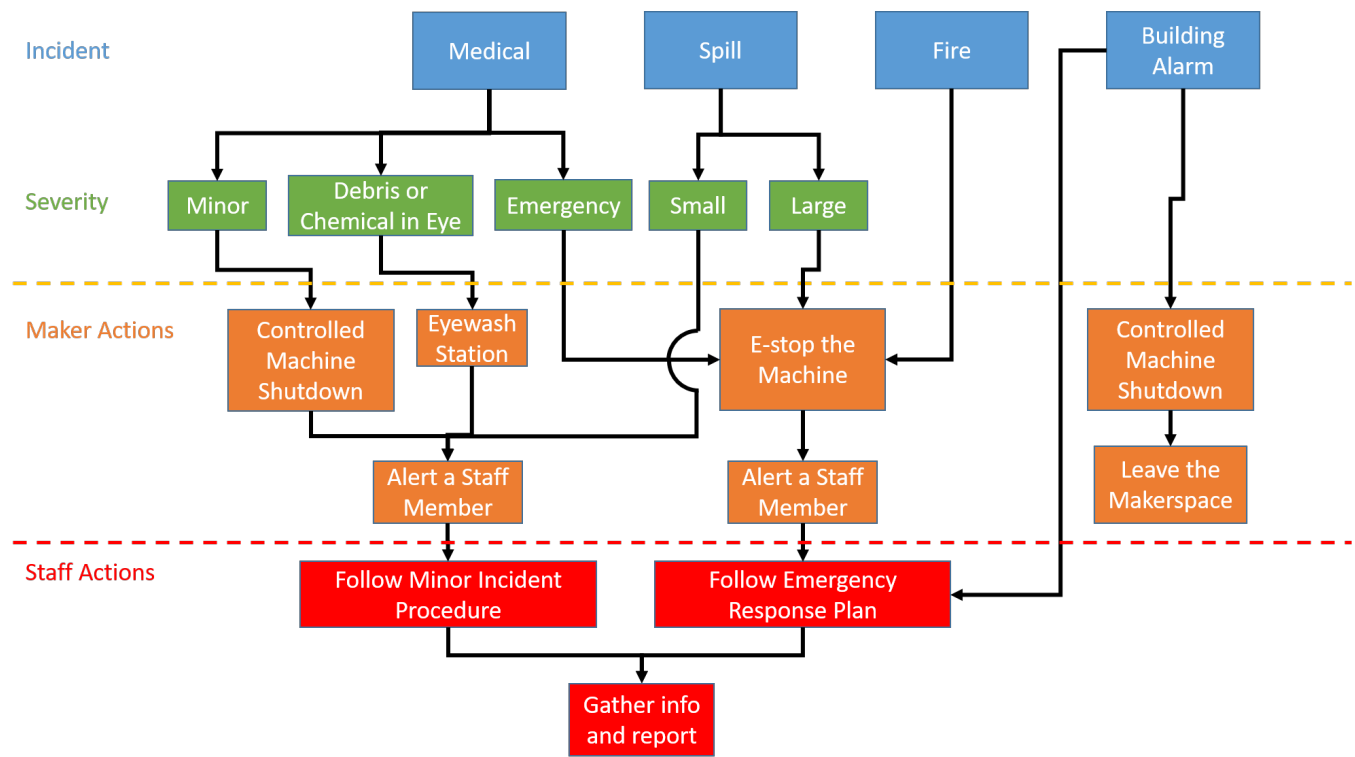 Incident
Medical
Spill
Fire
Building
Alarm
Severity
Minor
Debris or
Chemical in Eye
Emergency
Small
Large
Maker Actions
Controlled
Machine
Shutdown
Eyewash
Station
E-stop the
Machine
Controlled
Machine
Shutdown
Alert a Staff
Member
Alert a Staff
Member
Leave the
Makerspace
Staff Actions
Follow Minor Incident
Procedure
Follow Emergency
Response Plan
Gather info
and report